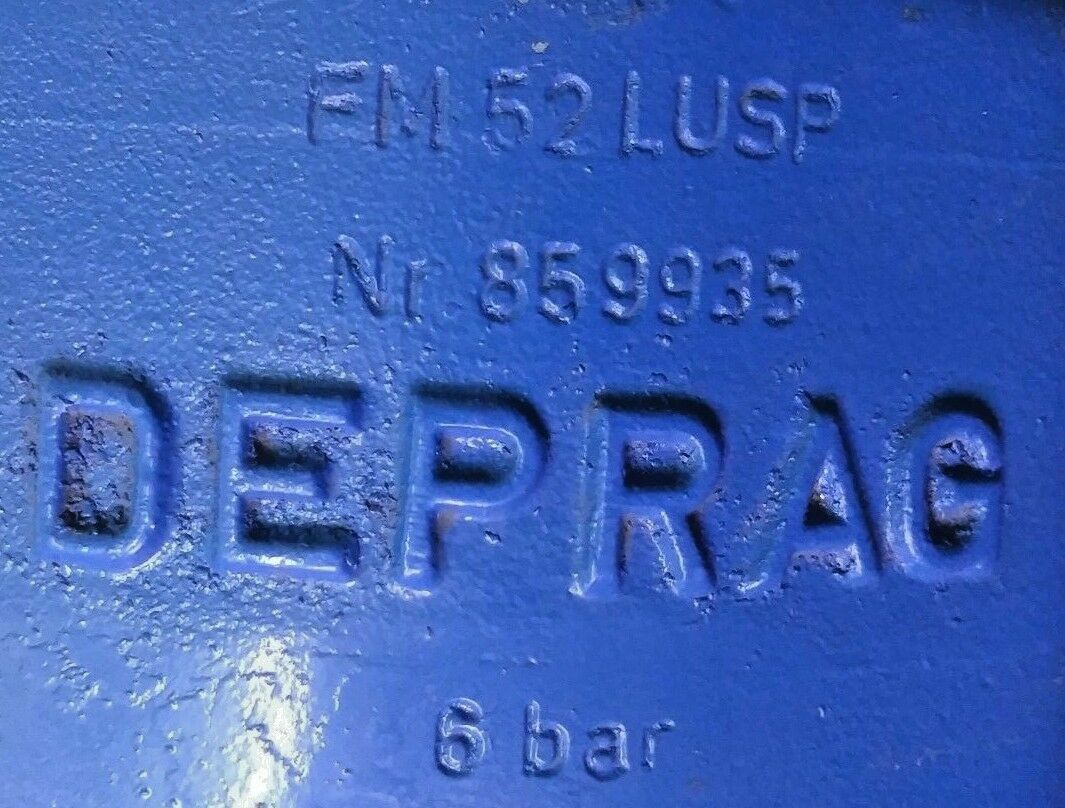 FM 52 LUSP
Nr. 859935
DEPRAG
6 bar